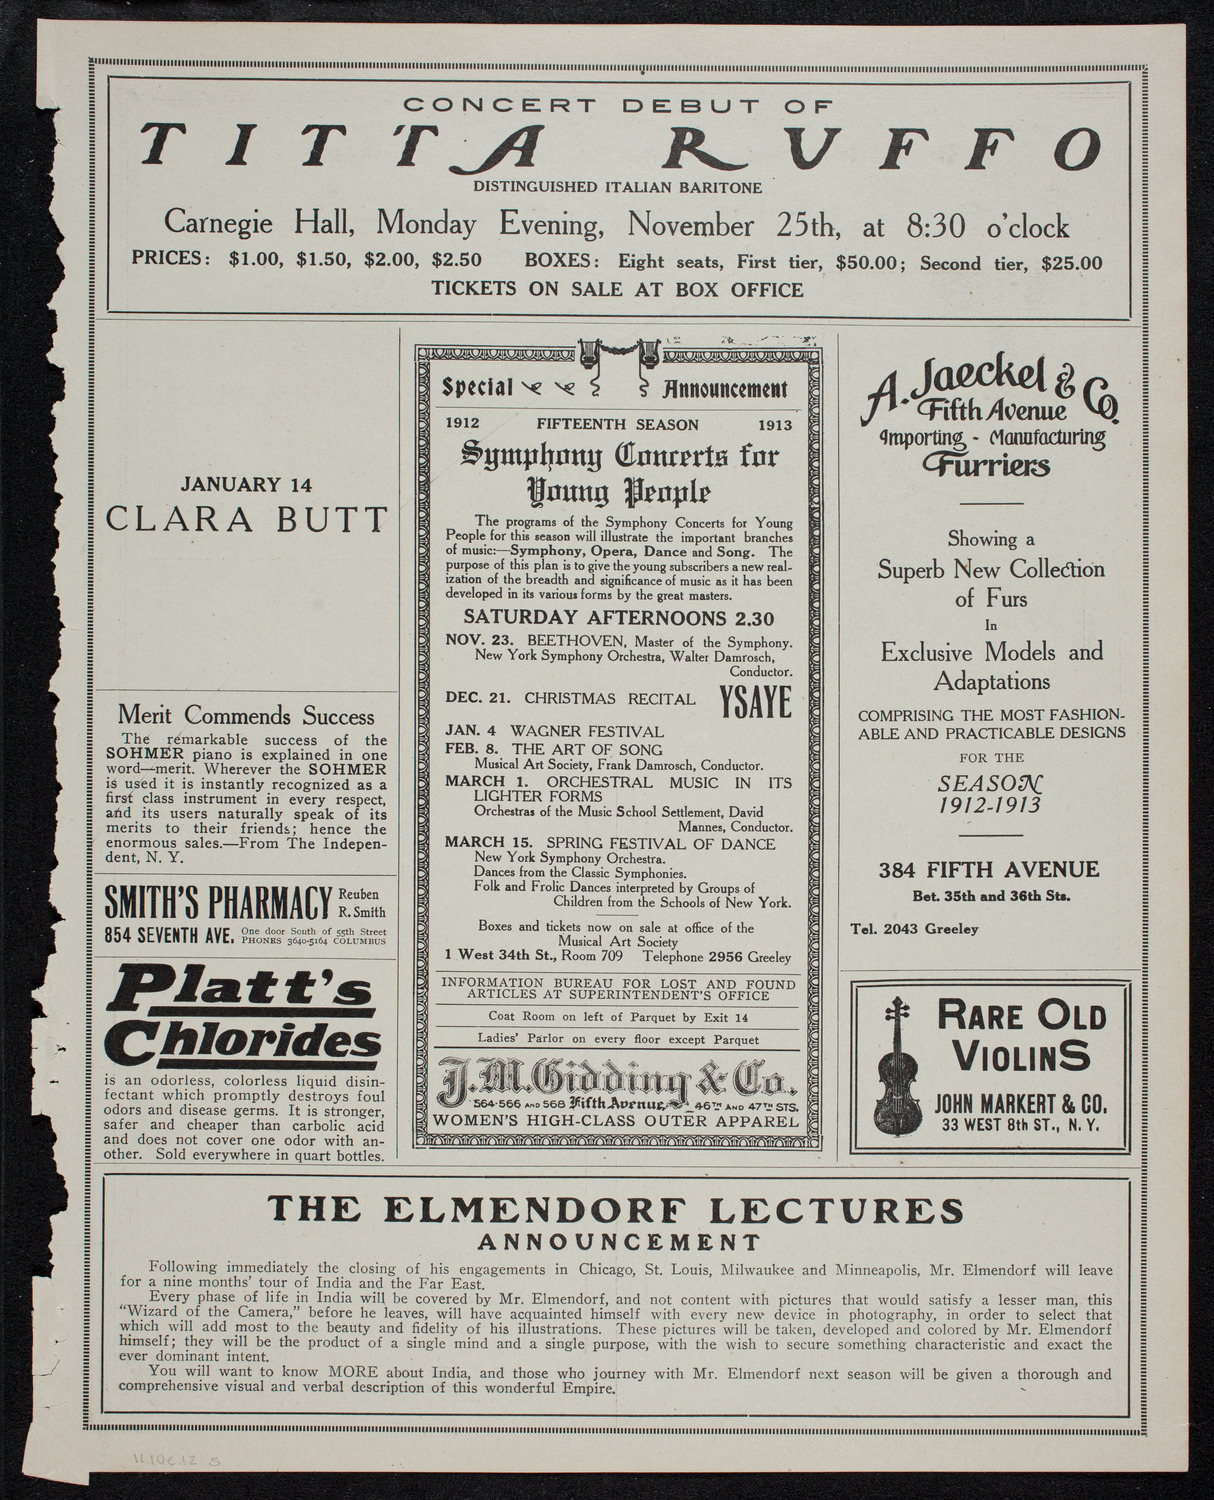 CONCERT DEBUT OF
TITTA RUFFO
DISTINGUISHED ITALIAN BARITONE
Carnegie Hall, Monday Evening, November 25th, at 8:30 o'clock
PRICES: $1.00, $1.50, $2.00, $2.50 BOXES: Eight seats, First tier, $50.00; Second tier, $25.00
TICKETS ON SALE AT BOX OFFICE
JANUARY 14
CLARA BUTT
Merit Commends Success
The remarkable success of the
SOHMER piano is explained in one
word—merit. Wherever the SOHMER
is used it is instantly recognized as a
first class instrument in every respect,
and its users naturally speak of its
merits to their friends; hence the
enormous sales.—From The Indepen-
dent, N. Y.
SMITH'S PHARMACY Reuben
R. Smith
854 SEVENTH AVE. One door South of 55th Street
PHONES 3640-5164 COLUMBUS
Platt's
Chlorides
is an odorless, colorless liquid disin-
fectant which promptly destroys foul
odors and disease germs. It is stronger,
safer and cheaper than carbolic acid
and does not cover one odor with an-
other. Sold everywhere in quart bottles.
Special Announcement
1912 FIFTEENTH SEASON 1913
Symphony Concerts for
Young People
The programs of the Symphony Concerts for Young
People for this season will illustrate the important branches
of music:—Symphony, Opera, Dance and Song. The
purpose of this plan is to give the young subscribers a new real-
ization of the breadth and significance of music as it has been
developed in its various forms by the great masters.
SATURDAY AFTERNOONS 2.30
NOV. 23. BEETHOVEN, Master of the Symphony.
New York Symphony Orchestra, Walter Damrosch,
Conductor.
DEC. 21. CHRISTMAS RECITAL YSAYE
JAN. 4 WAGNER FESTIVAL
FEB. 8. THE ART OF SONG
Musical Art Society, Frank Damrosch, Conductor.
MARCH 1. ORCHESTRAL MUSIC IN ITS
LIGHTER FORMS
Orchestras of the Music School Settlement, David
Mannes, Conductor.
MARCH 15. SPRING FESTIVAL OF DANCE
New York Symphony Orchestra.
Dances from the Classic Symphonies.
Folk and Frolic Dances interpreted by Groups of
Children from the Schools of New York.
Boxes and tickets now on sale at office of the
Musical Art Society
1 West 34th St., Room 709 Telephone 2956 Greeley
INFORMATION BUREAU FOR LOST AND FOUND
ARTICLES AT SUPERINTENDENT'S OFFICE
Coat Room on left of Parquet by Exit 14
Ladies' Parlor on every floor except Parquet
J.M. Gidding & Co.
564-566 AND 568 Fifth Avenue, 46TH AND 47TH STS.
WOMEN'S HIGH-CLASS OUTER APPAREL
A. Jaeckel & Co.
Fifth Avenue
Importing - Manufacturing
Furriers
Showing a
Superb New Collection
of Furs
In
Exclusive Models and
Adaptations
COMPRISING THE MOST FASHION-
ABLE AND PRACTICABLE DESIGNS
FOR THE
SEASON
1912-1913
384 FIFTH AVENUE
Bet. 35th and 36th Sts.
Tel. 2043 Greeley
RARE OLD
VIOLINS
JOHN MARKERT & CO.
33 WEST 8th ST., N. Y.
THE ELMENDORF LECTURES
ANNOUNCEMENT
Following immediately the closing of his engagements in Chicago, St. Louis, Milwaukee and Minneapolis, Mr. Elmendorf will leave
for a nine months' tour of India and the Far East.
Every phase of life in India will be covered by Mr. Elmendorf, and not content with pictures that would satisfy a lesser man, this
"Wizard of the Camera," before he leaves, will have acquainted himself with every new device in photography, in order to select that
which will add most to the beauty and fidelity of his illustrations. These pictures will be taken, developed and colored by Mr. Elmendorf
himself; they will be the product of a single mind and a single purpose, with the wish to secure something characteristic and exact the
ever dominant intent.
You will want to know MORE about India, and those who journey with Mr. Elmendorf next season will be given a thorough and
comprehensive visual and verbal description of this wonderful Empire.